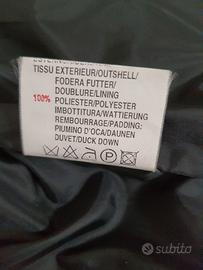 TISSU EXTERIEUR/OUTSHELL/
FODERA FUTTER/
DOUBLURE/LINING
100% POLIESTER/POLYESTER
IMBOTTITURA/WATTIERUNG
REMBOURRAGE/PADDING:
PIUMINO D'OCA/DAUNEN
DUVET/DUCK DOWN
subito